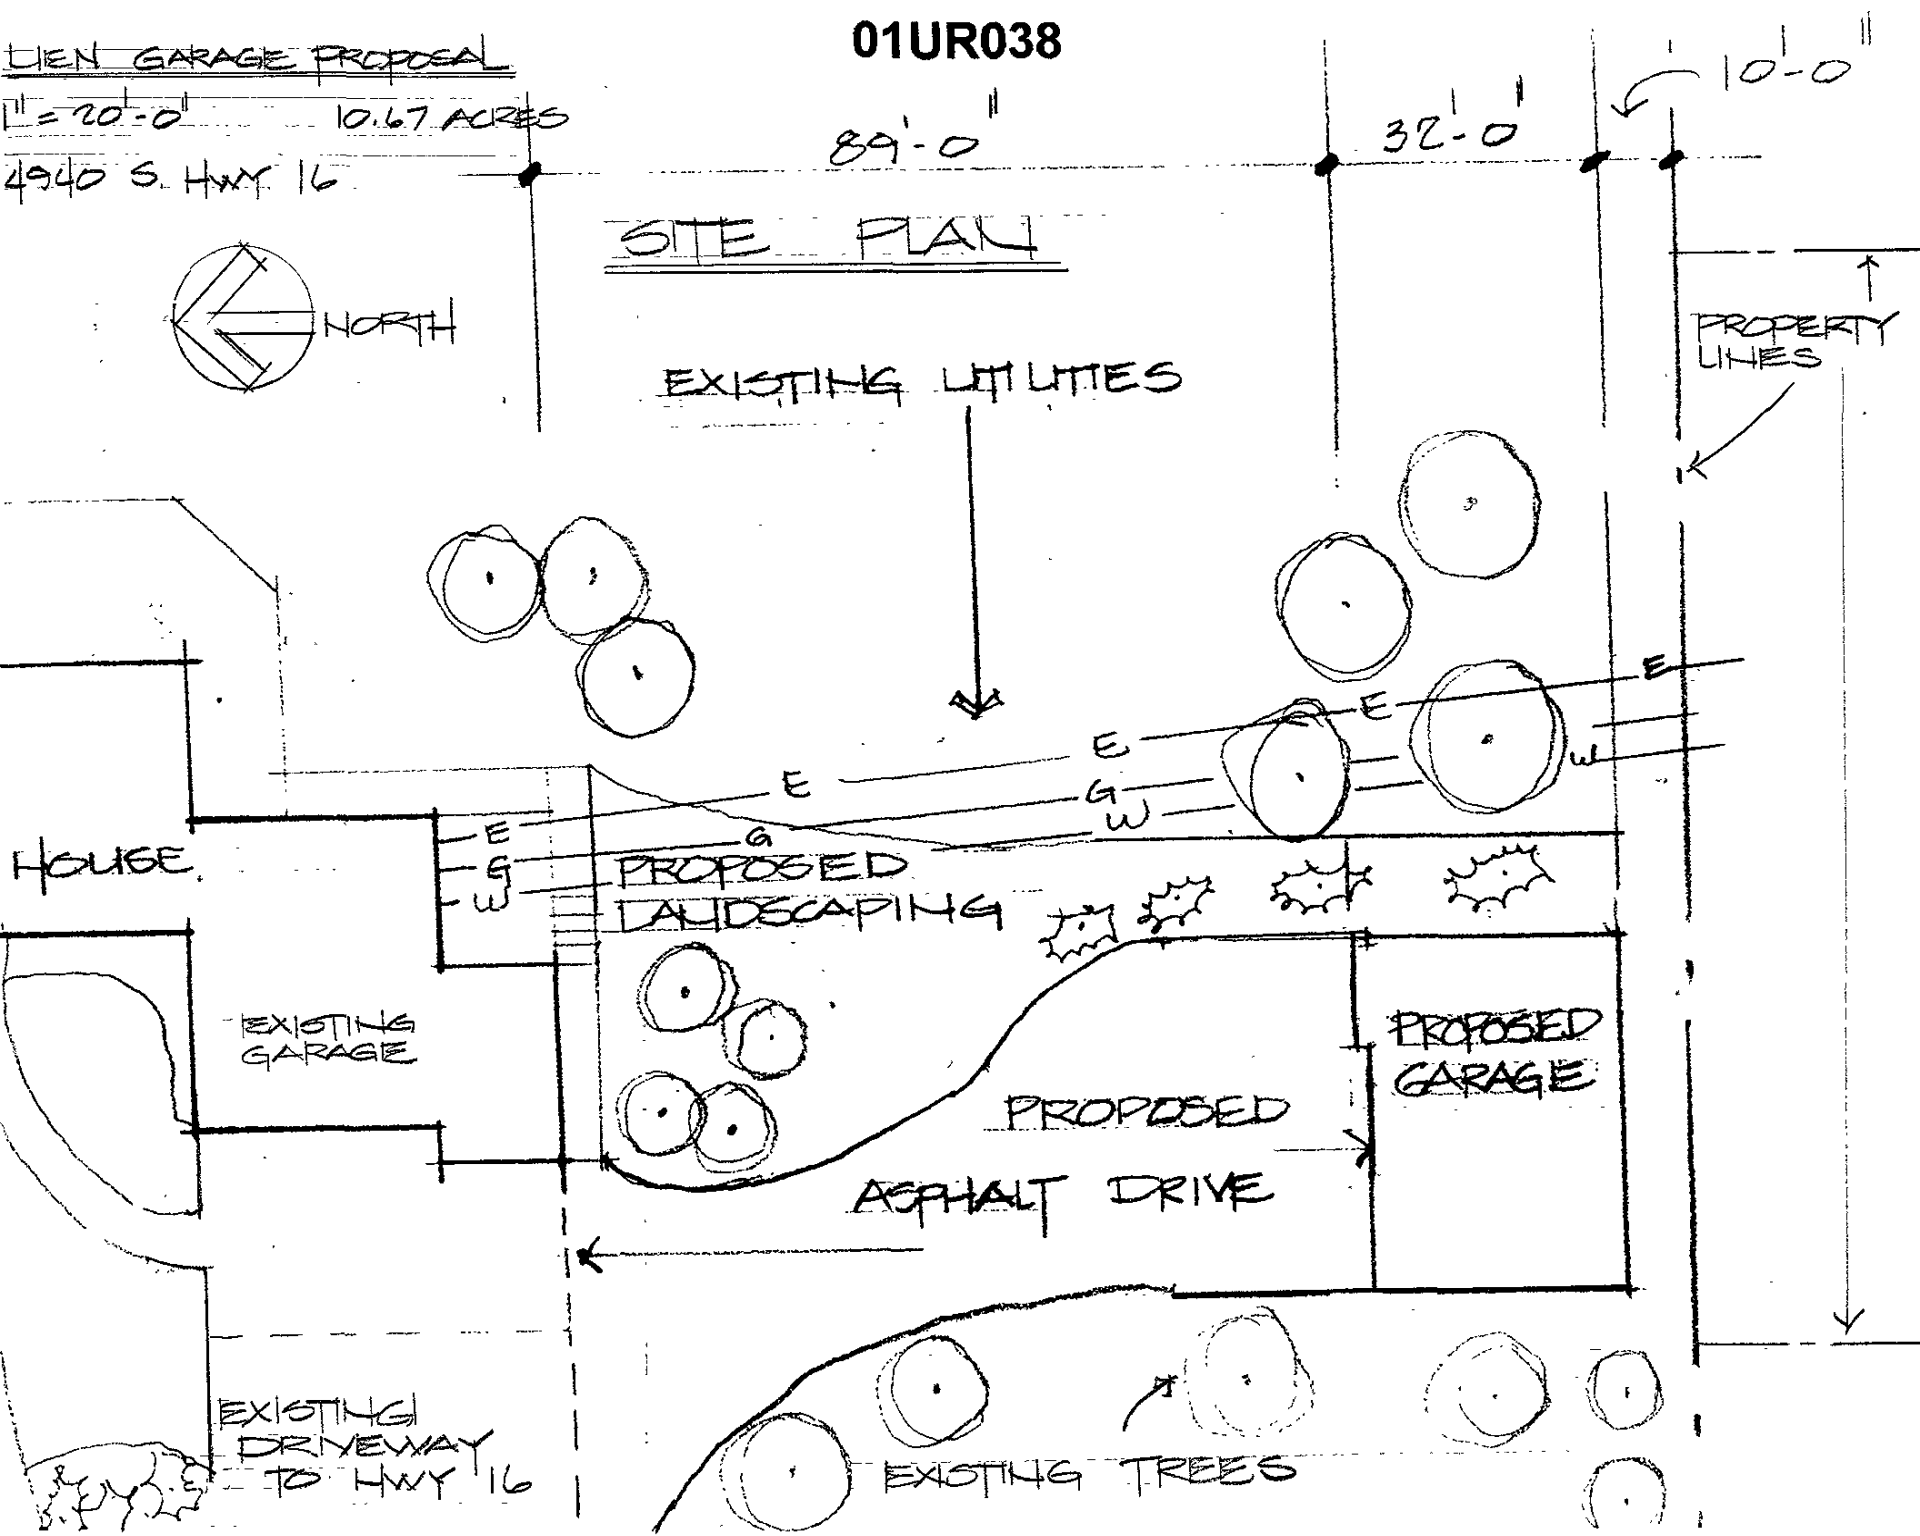 01UR038
LIEN GARAGE PROPOSAL
1" = 20'-0" 10.67 ACRES
4940 S. HWY 16
89'-0"
32'-0"
10'-0"
SITE PLAN
NORTH
PROPERTY
LINES
EXISTING UTILITIES
E
E
E
E
E
G
G
G
W
W
W
HOUSE
PROPOSED
LANDSCAPING
EXISTING
GARAGE
PROPOSED
GARAGE
PROPOSED
ASPHALT DRIVE
EXISTING
DRIVEWAY
TO HWY 16
EXISTING TREES